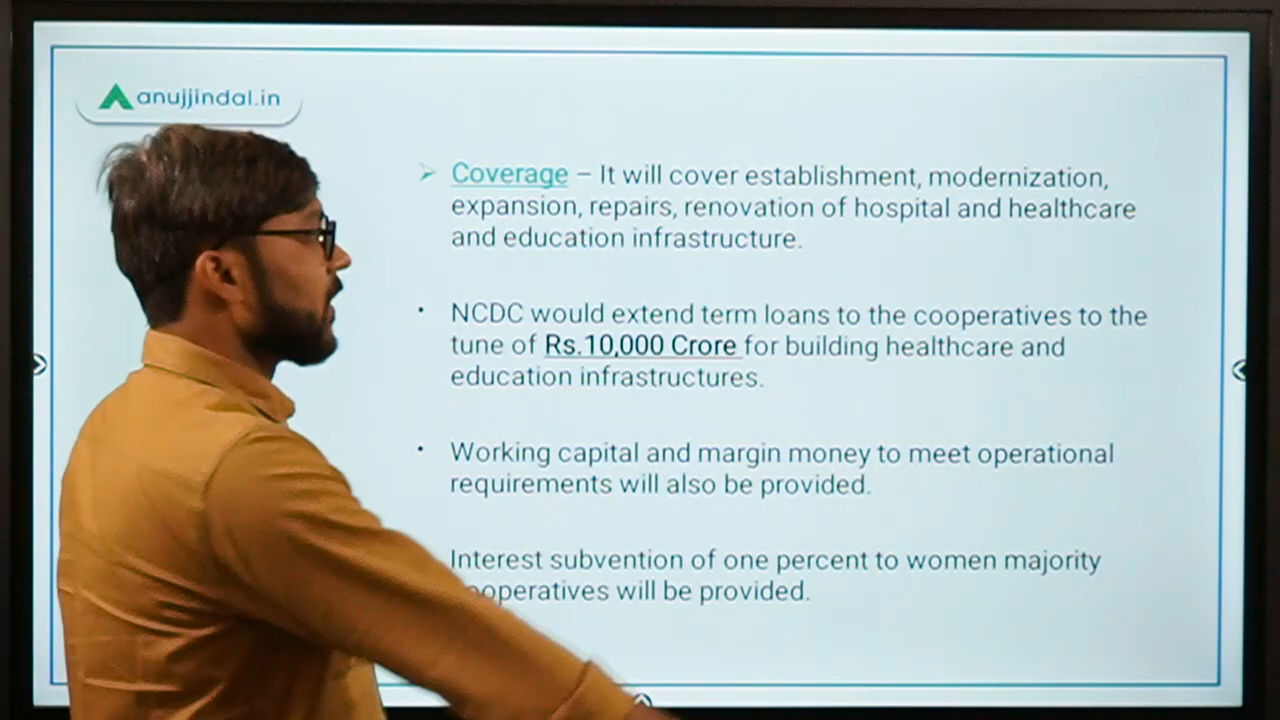 anujjindal.in
➢ Coverage – It will cover establishment, modernization,
expansion, repairs, renovation of hospital and healthcare
and education infrastructure.
• NCDC would extend term loans to the cooperatives to the
tune of Rs.10,000 Crore for building healthcare and
education infrastructures.
• Working capital and margin money to meet operational
requirements will also be provided.
Interest subvention of one percent to women majority
will be provided.